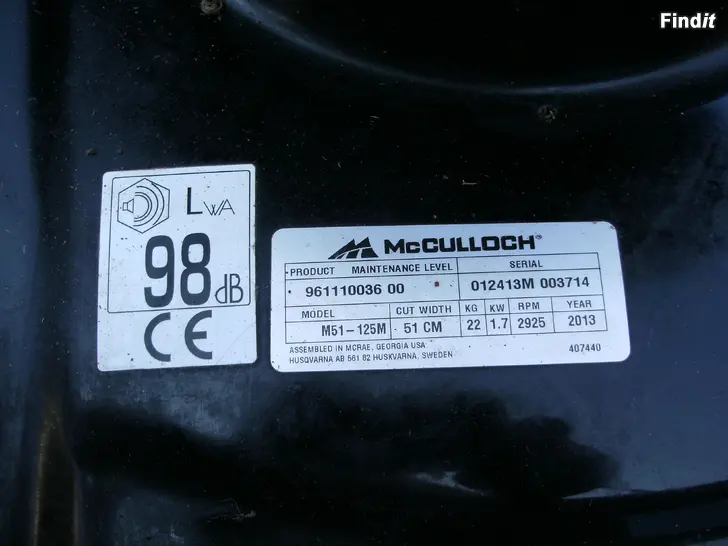 Findit
LWA
98 dB
CE
McCULLOCH
PRODUCT MAINTENANCE LEVEL SERIAL
961110036 00 012413M 003714
MODEL CUT WIDTH KG KW RPM YEAR
M51-125M 51 CM 22 1.7 2925 2013
ASSEMBLED IN MCRAE, GEORGIA USA 407440
HUSQVARNA AB 561 82 HUSKVARNA, SWEDEN